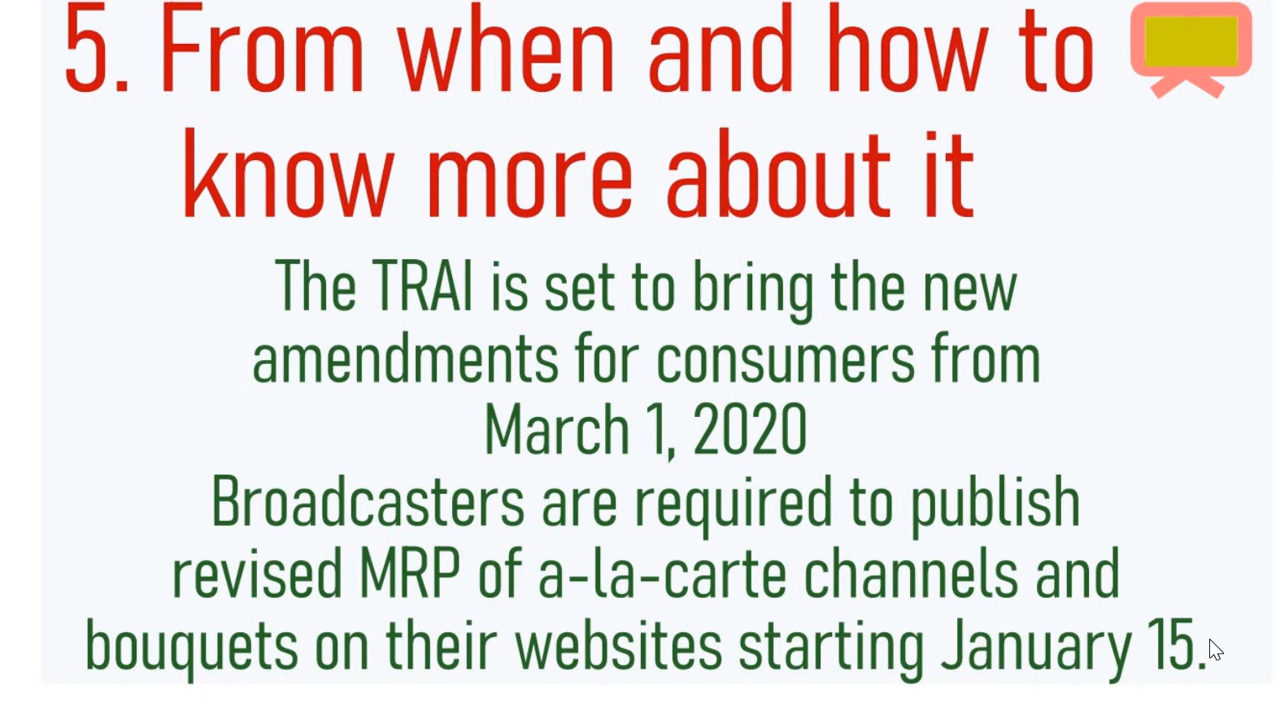 5. From when and how to
know more about it
The TRAI is set to bring the new
amendments for consumers from
March 1, 2020
Broadcasters are required to publish
revised MRP of a-la-carte channels and
bouquets on their websites starting January 15.